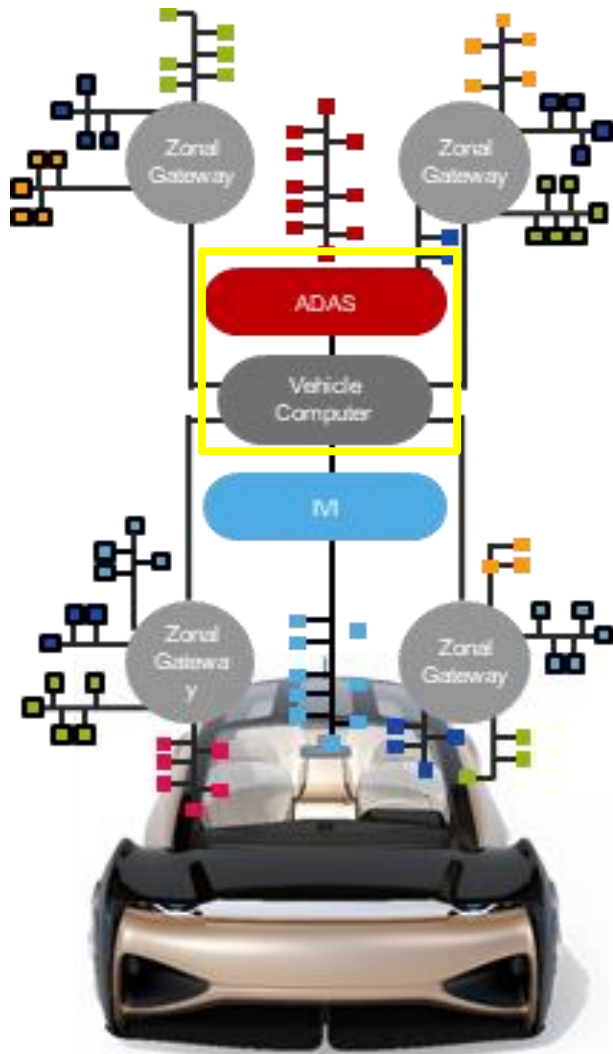 Zonal
Gateway
Zonal
Gateway
ADAS
Vehicle
Computer
IVI
Zonal
Gatewa
y
Zonal
Gateway